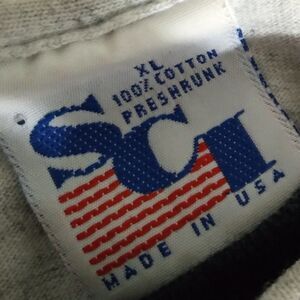 XL
100% COTTON
PRESHRUNK
SCI
MADE IN USA